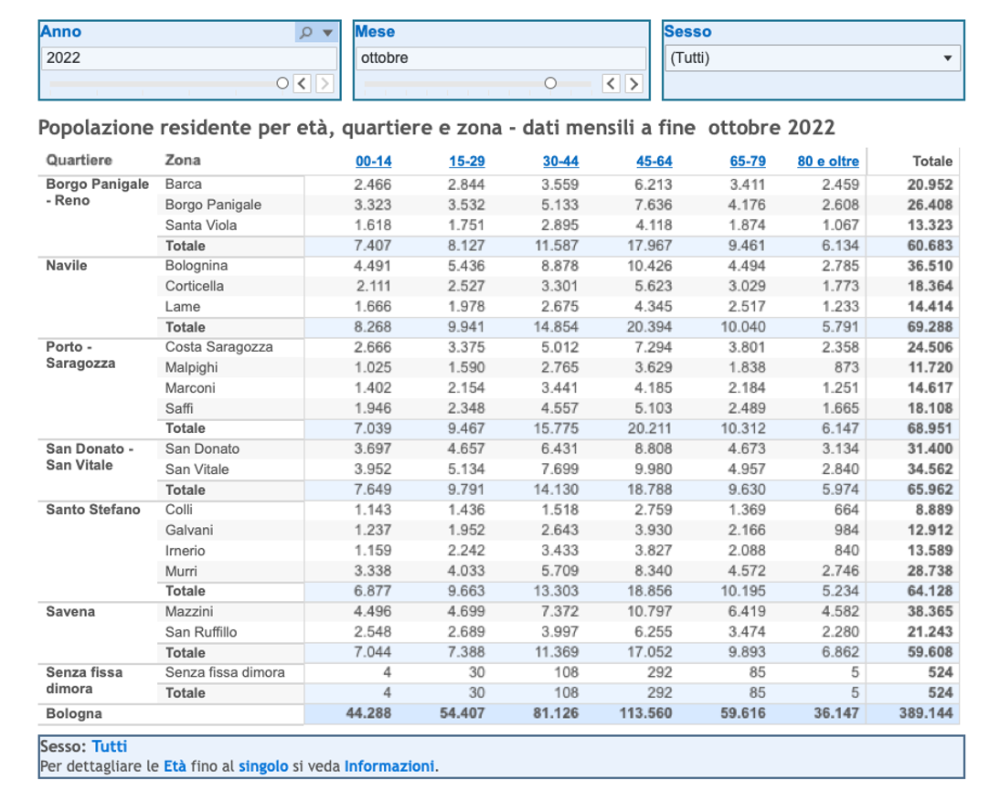 Anno
Mese
Sesso
2022
ottobre
(Tutti)
Popolazione residente per età, quartiere e zona - dati mensili a fine ottobre 2022
Quartiere Zona 00-14 15-29 30-44 45-64 65-79 80 e oltre Totale
Borgo Panigale - Reno
Barca 2.466 2.844 3.559 6.213 3.411 2.459 20.952
Borgo Panigale 3.323 3.532 5.133 7.636 4.176 2.608 26.408
Santa Viola 1.618 1.751 2.895 4.118 1.874 1.067 13.323
Totale 7.407 8.127 11.587 17.967 9.461 6.134 60.683
Navile
Bolognina 4.491 5.436 8.878 10.426 4.494 2.785 36.510
Corticella 2.111 2.527 3.301 5.623 3.029 1.773 18.364
Lame 1.666 1.978 2.675 4.345 2.517 1.233 14.414
Totale 8.268 9.941 14.854 20.394 10.040 5.791 69.288
Porto - Saragozza
Costa Saragozza 2.666 3.375 5.012 7.294 3.801 2.358 24.506
Malpighi 1.025 1.590 2.765 3.629 1.838 873 11.720
Marconi 1.402 2.154 3.441 4.185 2.184 1.251 14.617
Saffi 1.946 2.348 4.557 5.103 2.489 1.665 18.108
Totale 7.039 9.467 15.775 20.211 10.312 6.147 68.951
San Donato - San Vitale
San Donato 3.697 4.657 6.431 8.808 4.673 3.134 31.400
San Vitale 3.952 5.134 7.699 9.980 4.957 2.840 34.562
Totale 7.649 9.791 14.130 18.788 9.630 5.974 65.962
Santo Stefano
Colli 1.143 1.436 1.518 2.759 1.369 664 8.889
Galvani 1.237 1.952 2.643 3.930 2.166 984 12.912
Irnerio 1.159 2.242 3.433 3.827 2.088 840 13.589
Murri 3.338 4.033 5.709 8.340 4.572 2.746 28.738
Totale 6.877 9.663 13.303 18.856 10.195 5.234 64.128
Savena
Mazzini 4.496 4.699 7.372 10.797 6.419 4.582 38.365
San Ruffillo 2.548 2.689 3.997 6.255 3.474 2.280 21.243
Totale 7.044 7.388 11.369 17.052 9.893 6.862 59.608
Senza fissa dimora
Senza fissa dimora 4 30 108 292 85 5 524
Totale 4 30 108 292 85 5 524
Bologna 44.288 54.407 81.126 113.560 59.616 36.147 389.144
Sesso: Tutti
Per dettagliare le Età fino al singolo si veda Informazioni.